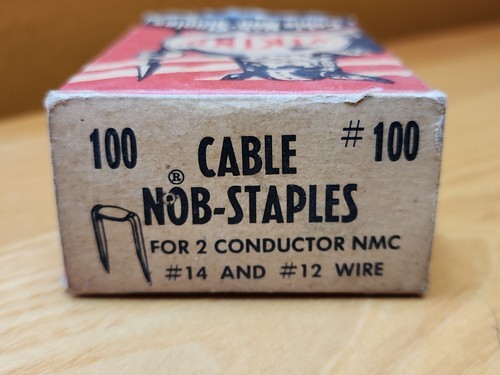 100 CABLE #100
®
NOB-STAPLES
FOR 2 CONDUCTOR NMC
#14 AND #12 WIRE